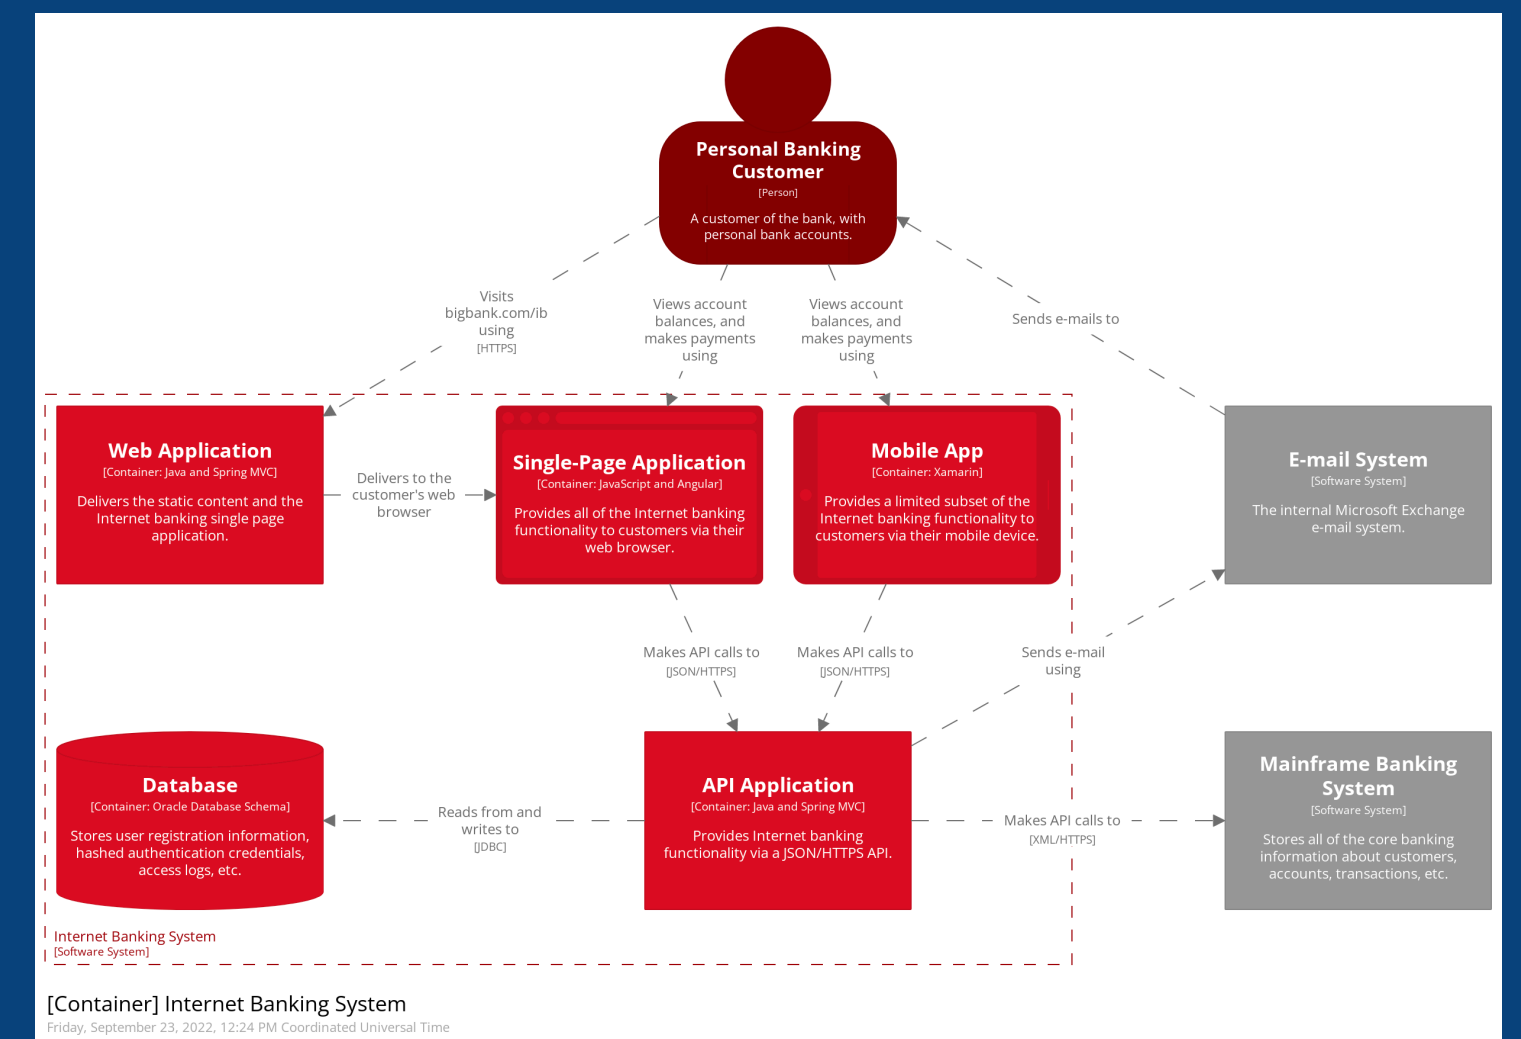 Personal Banking
Customer
[Person]
A customer of the bank, with
personal bank accounts.
Visits
bigbank.com/ib
using
[HTTPS]
Views account
balances, and
makes payments
using
Views account
balances, and
makes payments
using
Sends e-mails to
Web Application
[Container: Java and Spring MVC]
Delivers the static content and the
Internet banking single page
application.
Delivers to the
customer's web
browser
Single-Page Application
[Container: JavaScript and Angular]
Provides all of the Internet banking
functionality to customers via their
web browser.
Mobile App
[Container: Xamarin]
Provides a limited subset of the
Internet banking functionality to
customers via their mobile device.
E-mail System
[Software System]
The internal Microsoft Exchange
e-mail system.
Makes API calls to
[JSON/HTTPS]
Makes API calls to
[JSON/HTTPS]
Sends e-mail
using
Database
[Container: Oracle Database Schema]
Stores user registration information,
hashed authentication credentials,
access logs, etc.
Reads from and
writes to
[JDBC]
API Application
[Container: Java and Spring MVC]
Provides Internet banking
functionality via a JSON/HTTPS API.
Makes API calls to
[XML/HTTPS]
Mainframe Banking
System
[Software System]
Stores all of the core banking
information about customers,
accounts, transactions, etc.
Internet Banking System
[Software System]
[Container] Internet Banking System
Friday, September 23, 2022, 12:24 PM Coordinated Universal Time